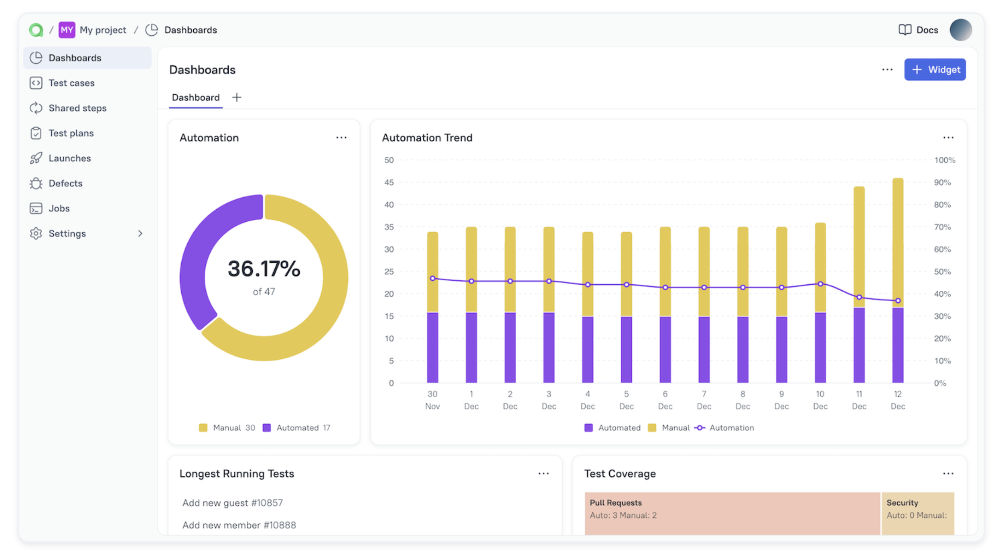 MY My project / Dashboards
Docs
Dashboards
Test cases
Shared steps
Test plans
Launches
Defects
Jobs
Settings
Dashboards
... + Widget
Dashboard +
Automation
36.17%
of 47
Manual 30 Automated 17
Automation Trend
50 100%
45 90%
40 80%
35 70%
30 60%
25 50%
20 40%
15 30%
10 20%
5 10%
0 0%
30 1 2 3 4 5 6 7 8 9 10 11 12
Nov Dec Dec Dec Dec Dec Dec Dec Dec Dec Dec Dec Dec
Automated Manual Automation
Longest Running Tests
Add new guest #10857
Add new member #10888
Test Coverage
Pull Requests
Auto: 3 Manual: 2
Security
Auto: 0 Manual: